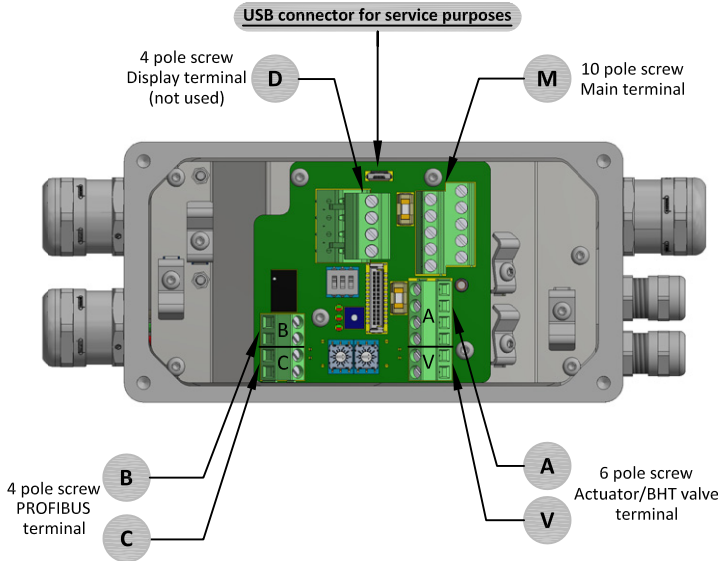 USB connector for service purposes
4 pole screw
Display terminal
(not used)
D
M
10 pole screw
Main terminal
B
C
A
V
4 pole screw
PROFIBUS
terminal
B
C
A
V
6 pole screw
Actuator/BHT valve
terminal